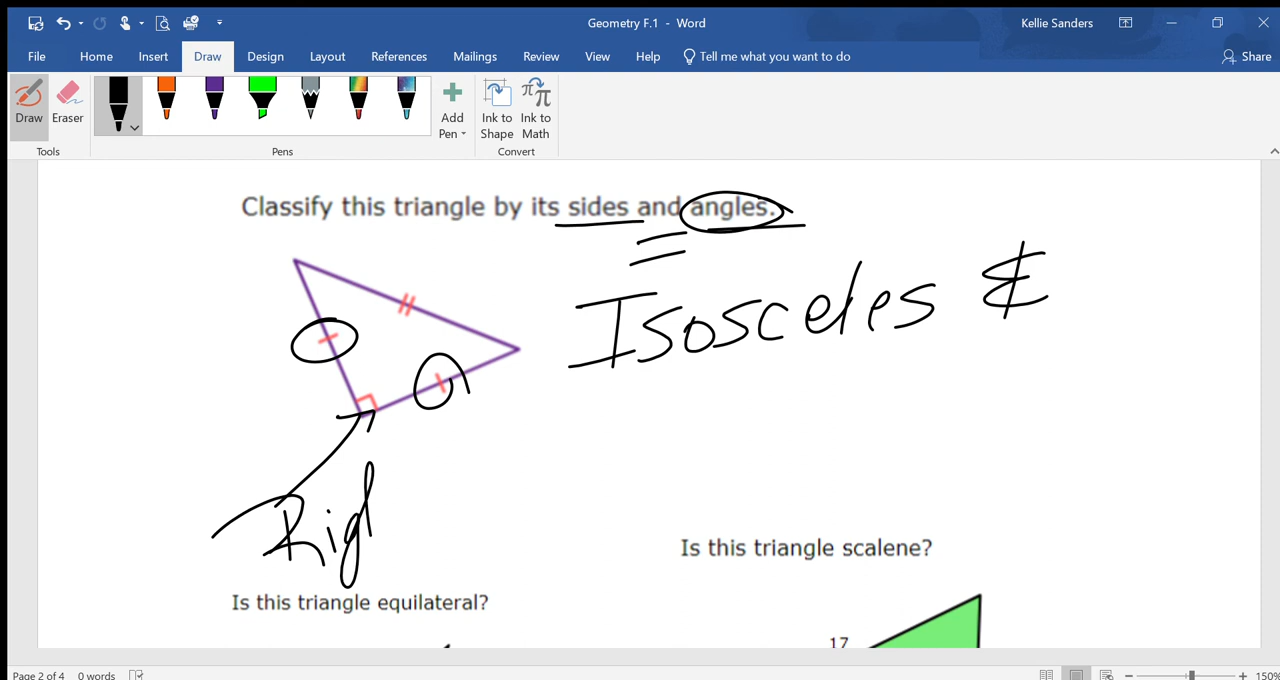 Geometry F.1 - Word
Kellie Sanders
File Home Insert Draw Design Layout References Mailings Review View Help Tell me what you want to do Share
Draw Eraser Add Pen Ink to Shape Ink to Math
Tools Pens Convert
Classify this triangle by its sides and angles.
Isosceles &
Righ
Is this triangle scalene?
Is this triangle equilateral?
17
Page 2 of 4 0 words 150%